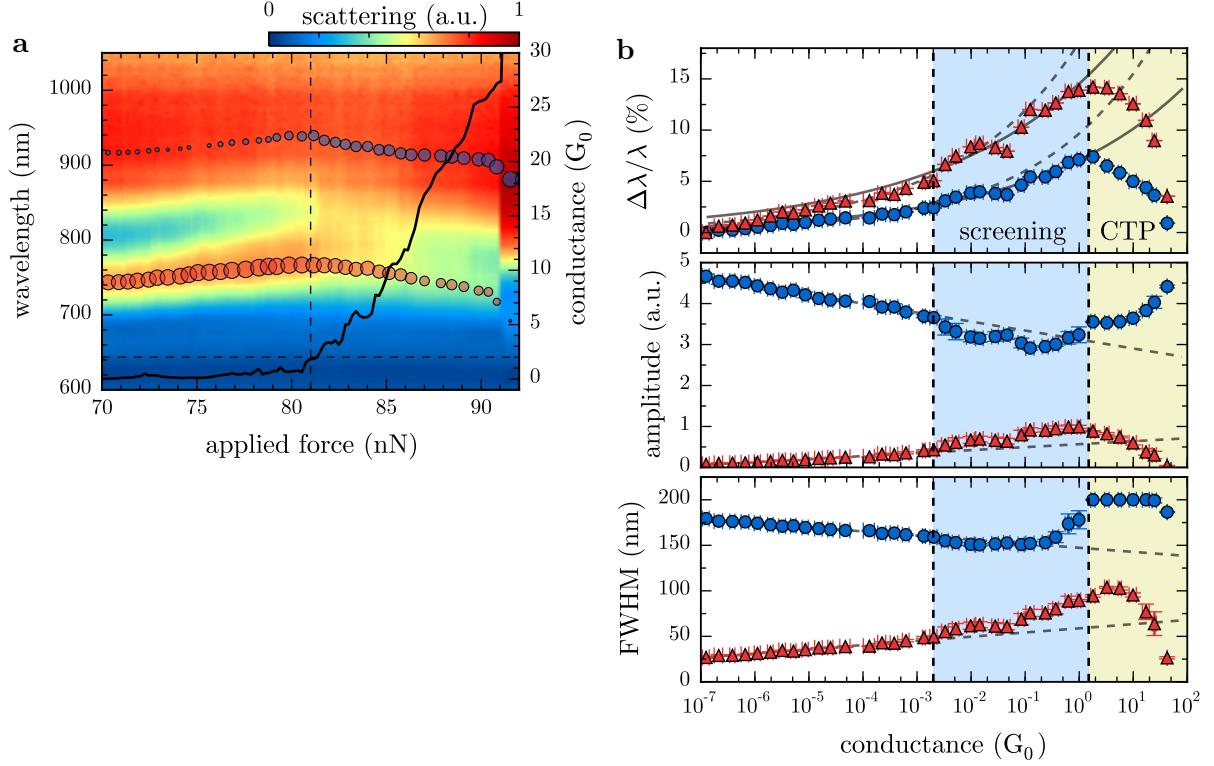 0 scattering (a.u.) 1
a
b
wavelength (nm)
1000
900
800
700
600
30
25
20
15
10
5
0
conductance (G₀)
70 75 80 85 90
applied force (nN)
Δλ/λ (%)
15
10
5
0
screening CTP
amplitude (a.u.)
5
4
3
2
1
0
FWHM (nm)
200
150
100
50
0
10⁻⁷ 10⁻⁶ 10⁻⁵ 10⁻⁴ 10⁻³ 10⁻² 10⁻¹ 10⁰ 10¹ 10²
conductance (G₀)